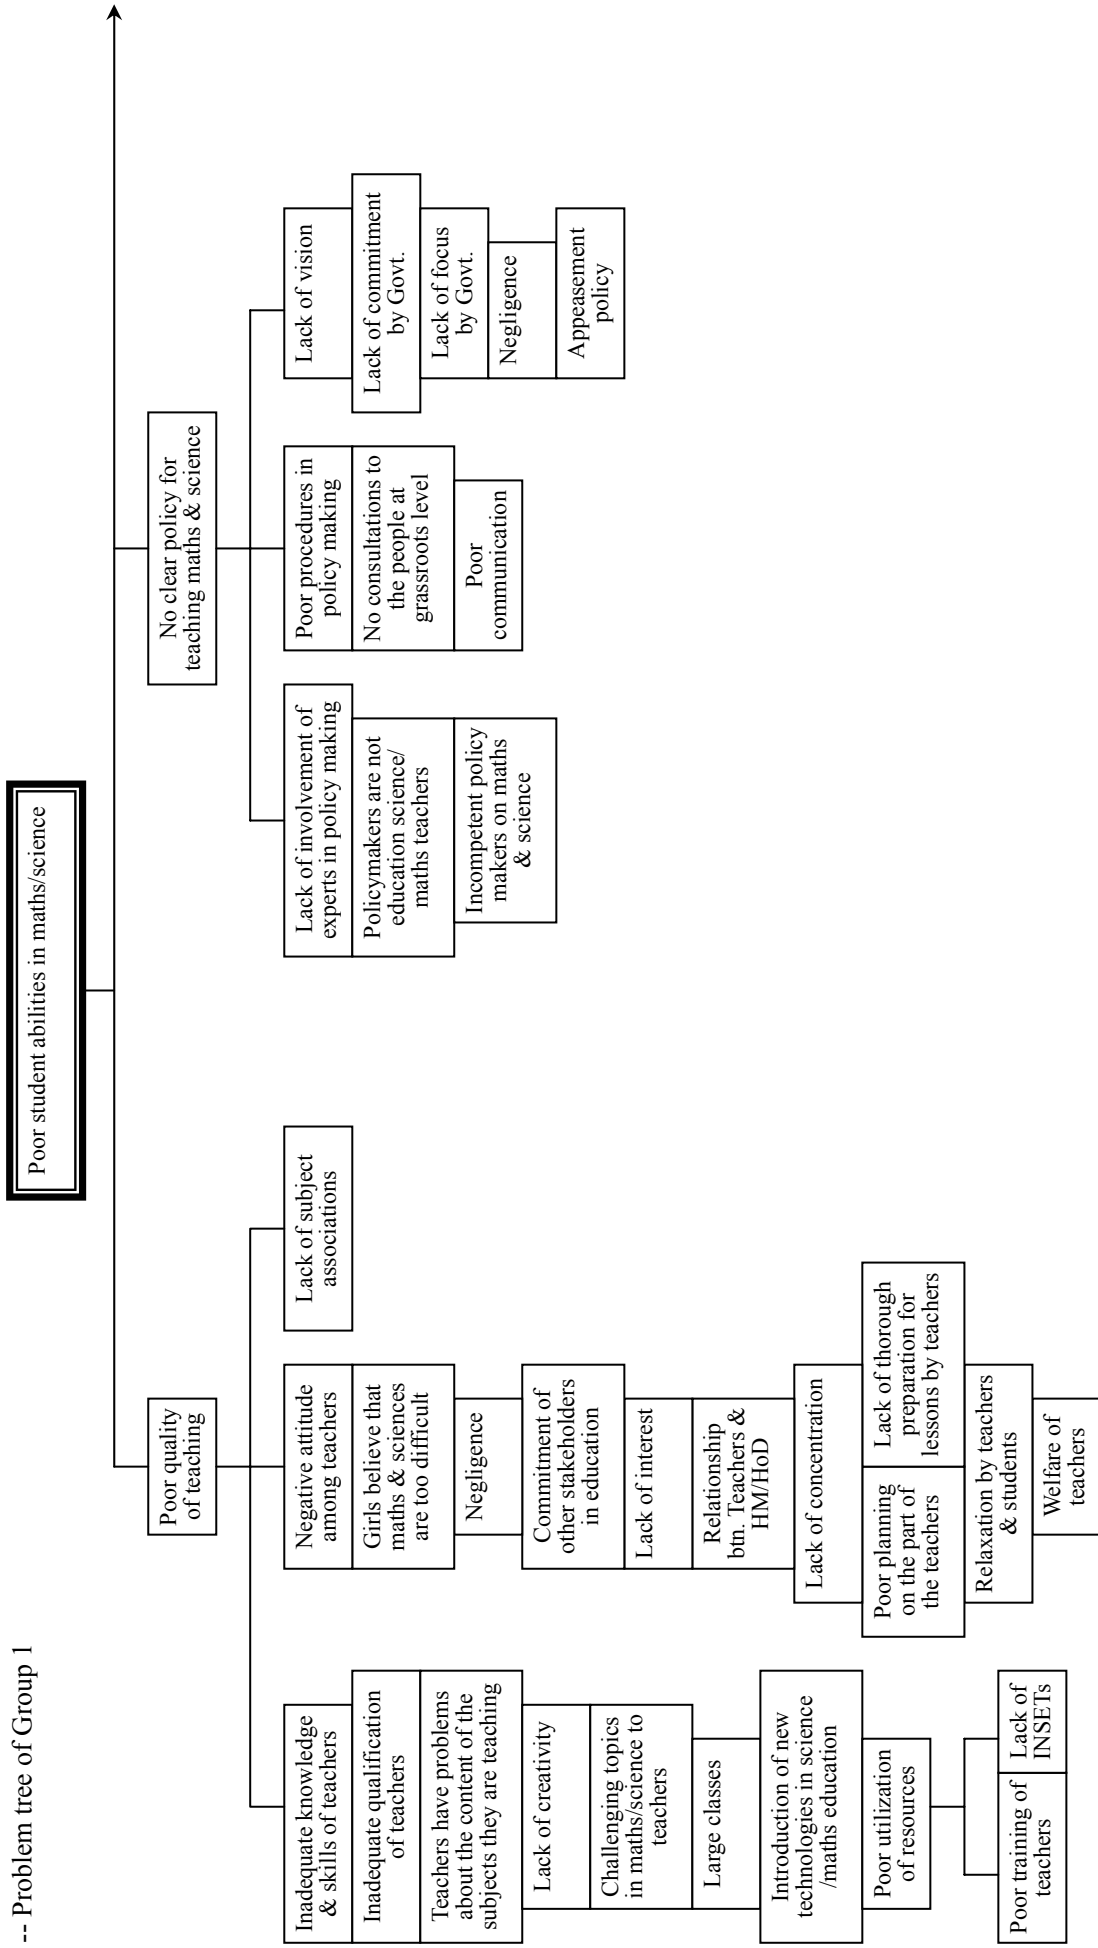 -- Problem tree of Group 1
Poor student abilities in maths/science
Poor quality
of teaching
Inadequate knowledge
& skills of teachers
Inadequate qualification
of teachers
Teachers have problems
about the content of the
subjects they are teaching
Lack of creativity
Challenging topics
in maths/science to
teachers
Large classes
Introduction of new
technologies in science
/maths education
Poor utilization
of resources
Poor training of
teachers
Lack of
INSETs
Negative attitude
among teachers
Girls believe that
maths & sciences
are too difficult
Negligence
Commitment of
other stakeholders
in education
Lack of interest
Relationship
btn. Teachers &
HM/HoD
Lack of concentration
Poor planning
on the part of
the teachers
Lack of thorough
preparation for
lessons by teachers
Relaxation by teachers
& students
Welfare of
teachers
Lack of subject
associations
No clear policy for
teaching maths & science
Lack of involvement of
experts in policy making
Policymakers are not
education science/
maths teachers
Incompetent policy
makers on maths
& science
Poor procedures in
policy making
No consultations to
the people at
grassroots level
Poor
communication
Lack of vision
Lack of commitment
by Govt.
Lack of focus
by Govt.
Negligence
Appeasement
policy